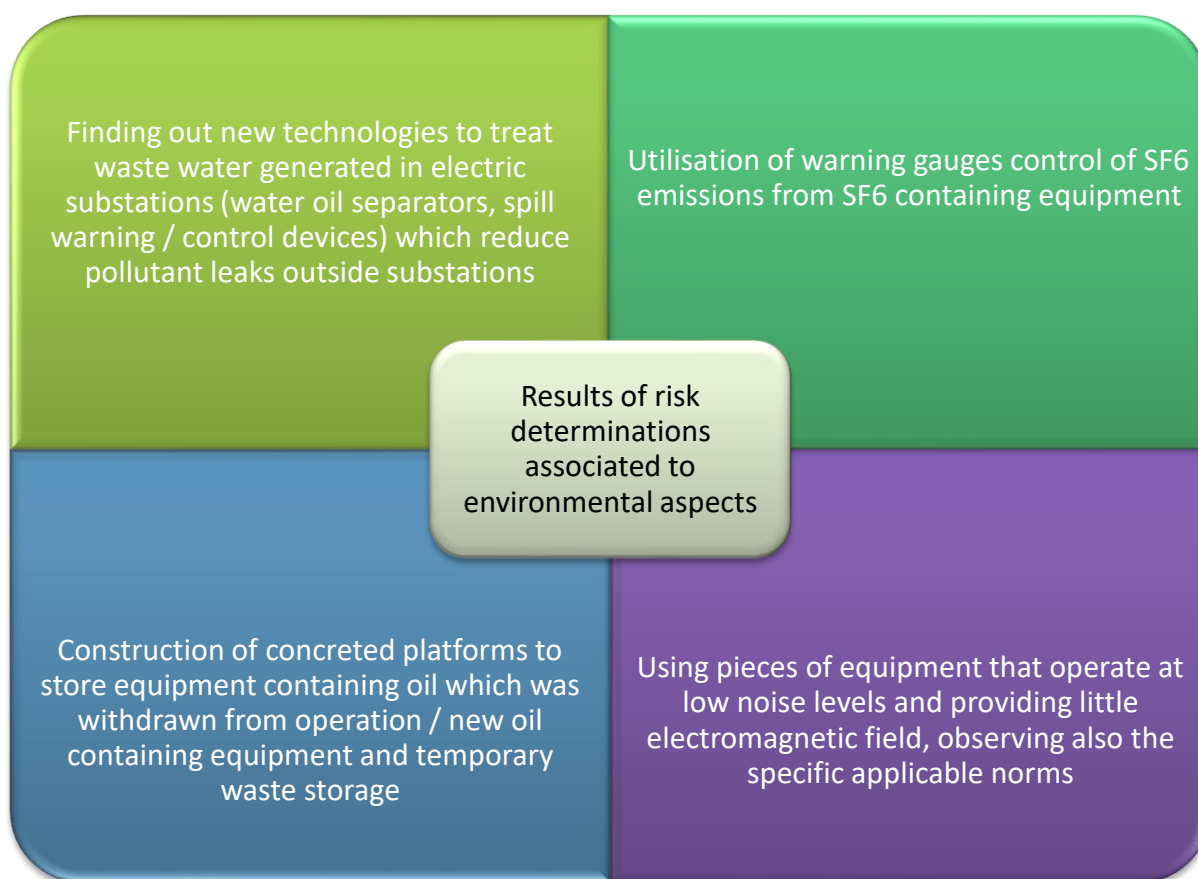 Finding out new technologies to treat
waste water generated in electric
substations (water oil separators, spill
warning / control devices) which reduce
pollutant leaks outside substations
Utilisation of warning gauges control of SF6
emissions from SF6 containing equipment
Results of risk
determinations
associated to
environmental aspects
Construction of concreted platforms to
store equipment containing oil which was
withdrawn from operation / new oil
containing equipment and temporary
waste storage
Using pieces of equipment that operate at
low noise levels and providing little
electromagnetic field, observing also the
specific applicable norms